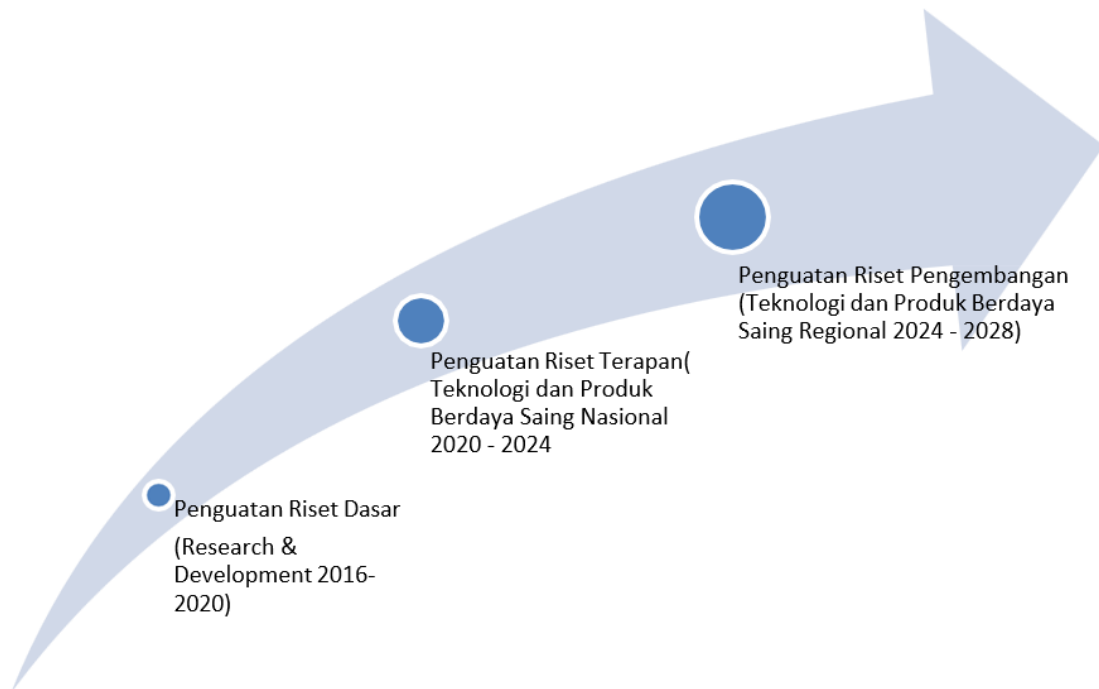 Penguatan Riset Dasar
(Research &
Development 2016-
2020)
Penguatan Riset Terapan(
Teknologi dan Produk
Berdaya Saing Nasional
2020 - 2024
Penguatan Riset Pengembangan
(Teknologi dan Produk Berdaya
Saing Regional 2024 - 2028)